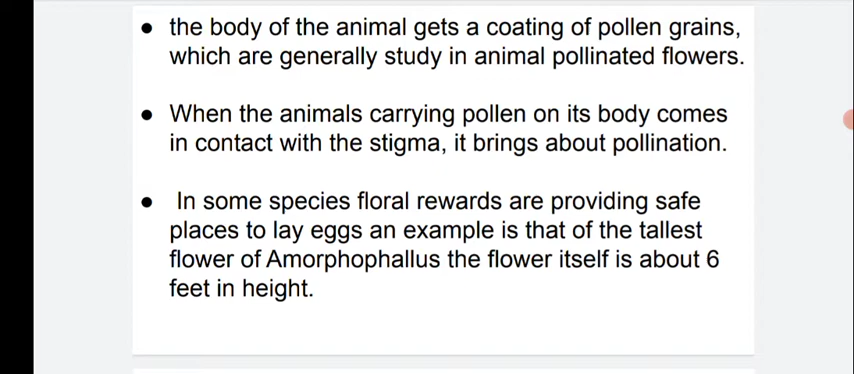 ● the body of the animal gets a coating of pollen grains,
which are generally study in animal pollinated flowers.
● When the animals carrying pollen on its body comes
in contact with the stigma, it brings about pollination.
● In some species floral rewards are providing safe
places to lay eggs an example is that of the tallest
flower of Amorphophallus the flower itself is about 6
feet in height.